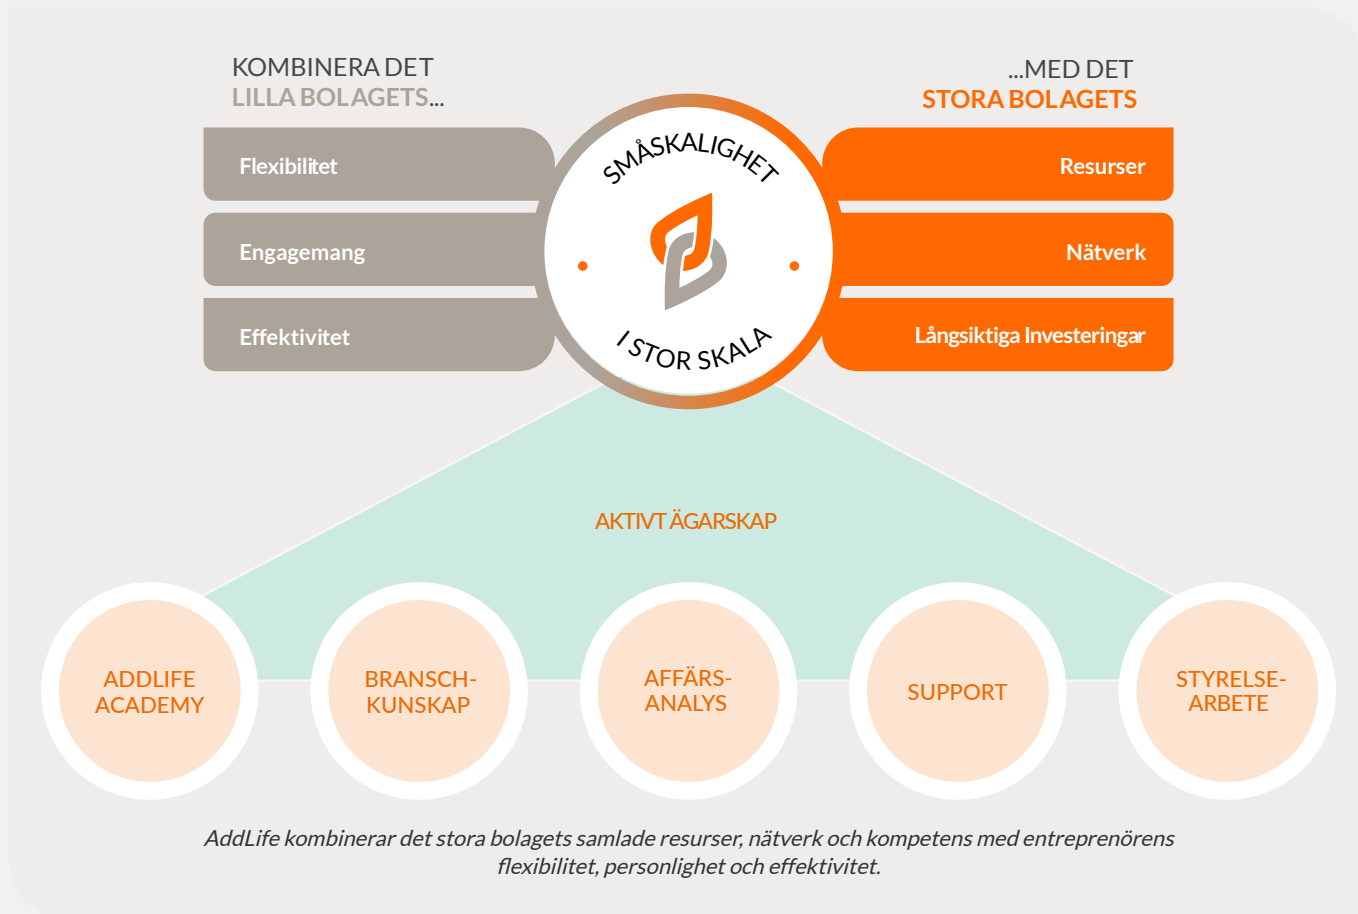 KOMBINERA DET
LILLA BOLAGETS...
...MED DET
STORA BOLAGETS
Flexibilitet
Engagemang
Effektivitet
SMÅSKALIGHET
I STOR SKALA
Resurser
Nätverk
Långsiktiga Investeringar
AKTIVT ÄGARSKAP
ADDLIFE
ACADEMY
BRANSCH-
KUNSKAP
AFFÄRS-
ANALYS
SUPPORT
STYRELSE-
ARBETE
AddLife kombinerar det stora bolagets samlade resurser, nätverk och kompetens med entreprenörens
flexibilitet, personlighet och effektivitet.